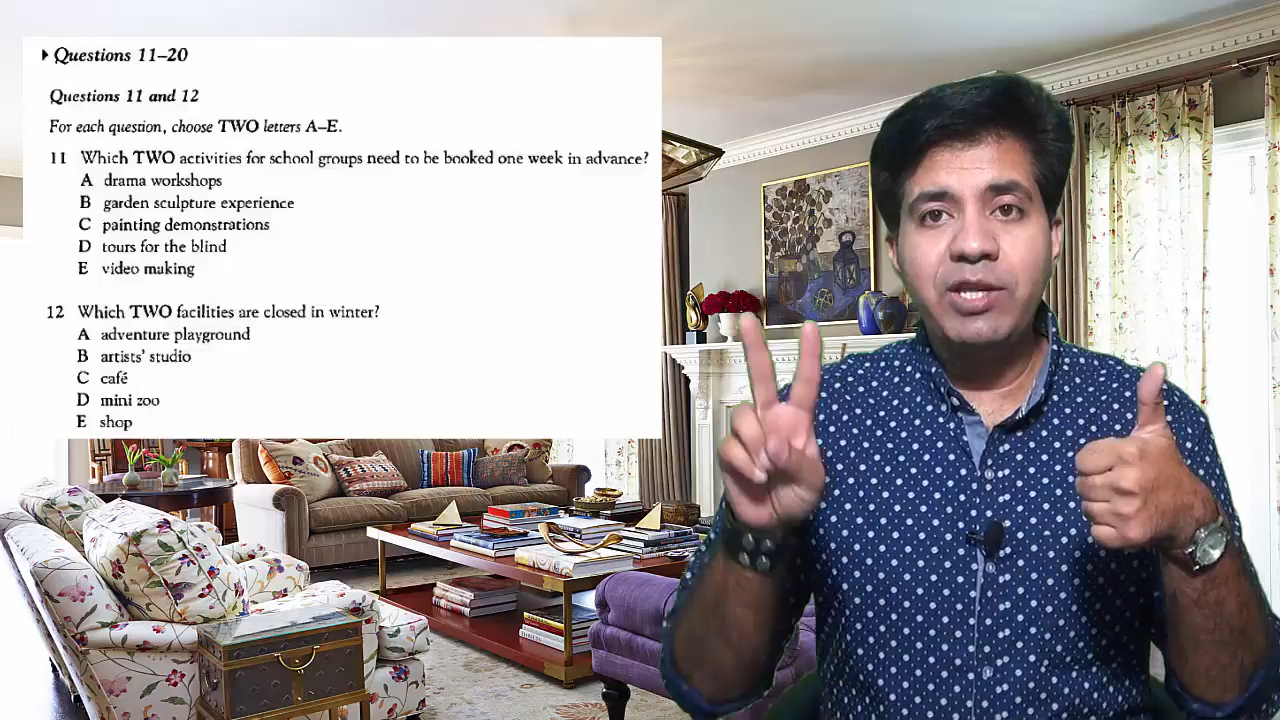 Questions 11–20
Questions 11 and 12
For each question, choose TWO letters A–E.
11 Which TWO activities for school groups need to be booked one week in advance?
A drama workshops
B garden sculpture experience
C painting demonstrations
D tours for the blind
E video making
12 Which TWO facilities are closed in winter?
A adventure playground
B artists' studio
C café
D mini zoo
E shop